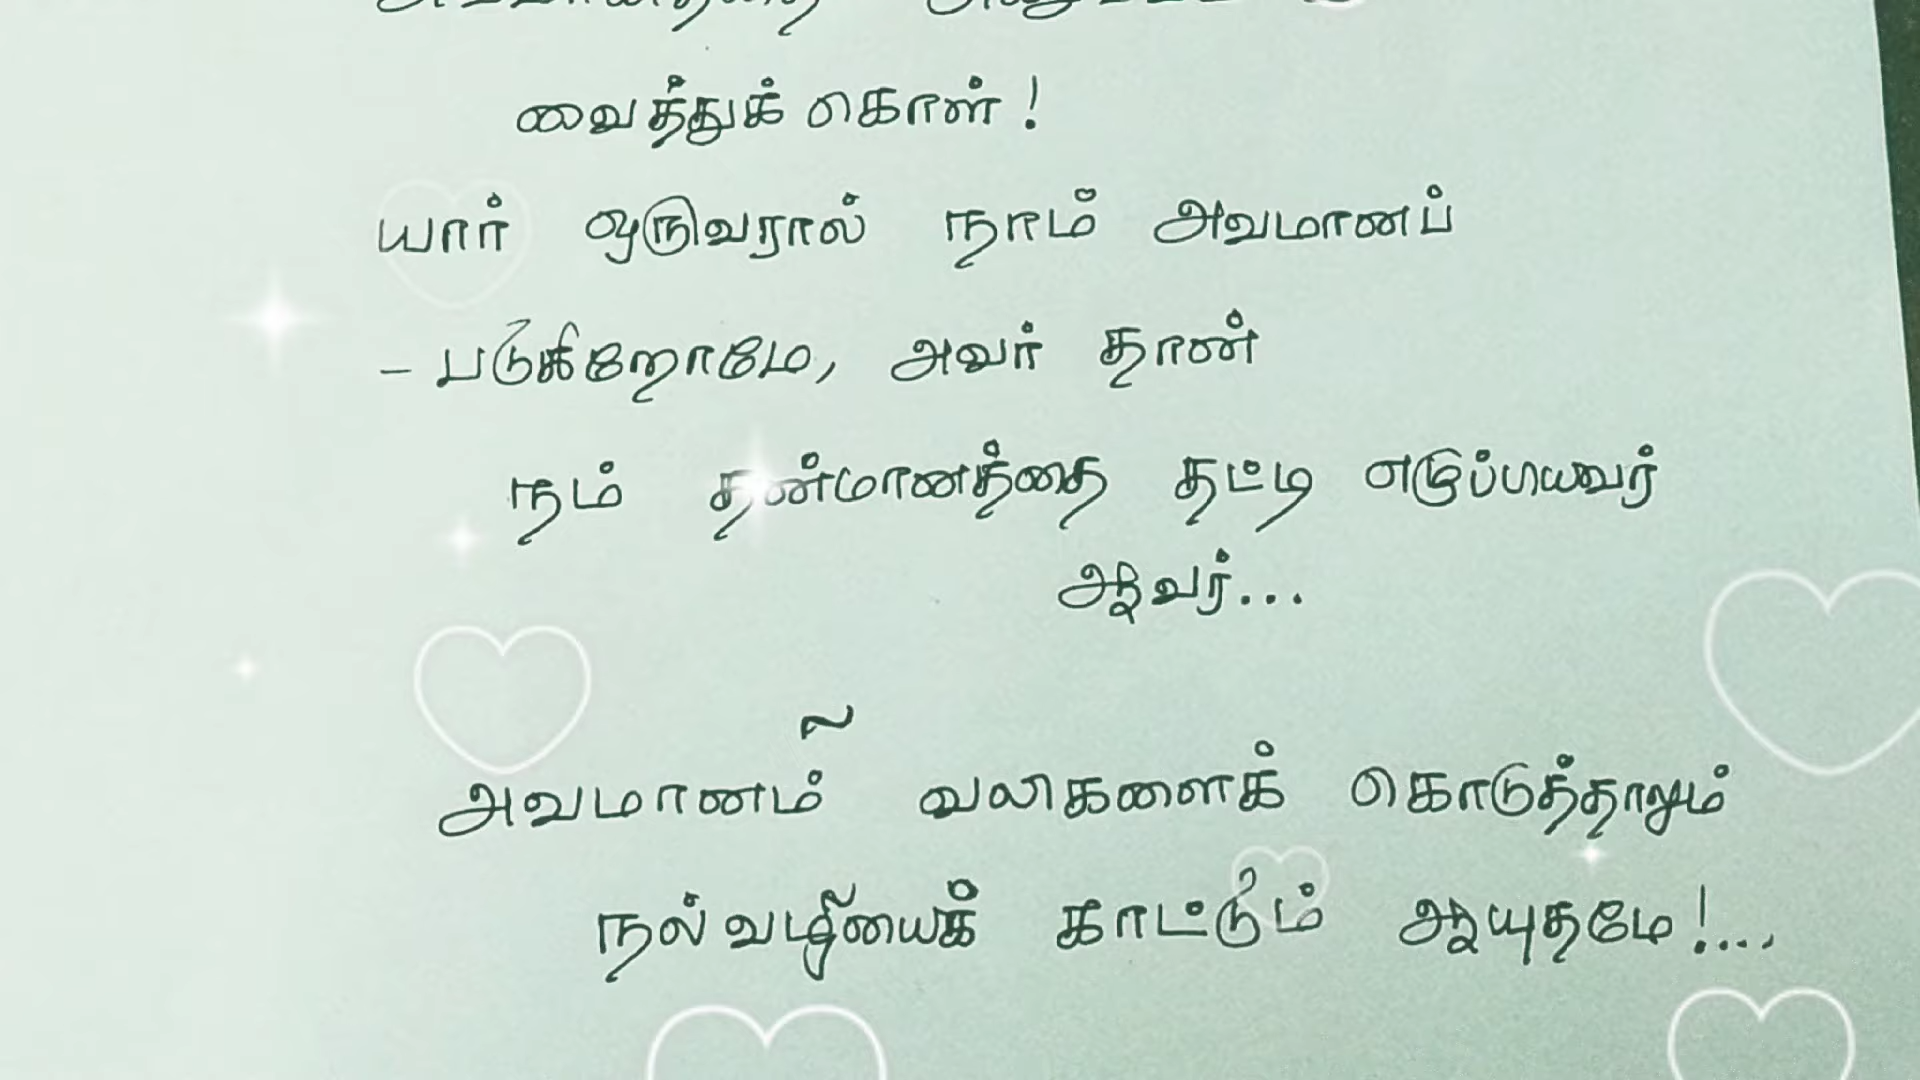 வைத்துக் கொள்!
யார் ஒருவரால் நாம் அவமானப்
- படுகிறோமே, அவர் தான்
நம் தன்மானத்தை தட்டி எழுப்பியவர்
ஆவர்...
~
அவமானம் வலிகளைக் கொடுத்தாலும்
நல்வழியைக் காட்டும் ஆயுதமே!...,